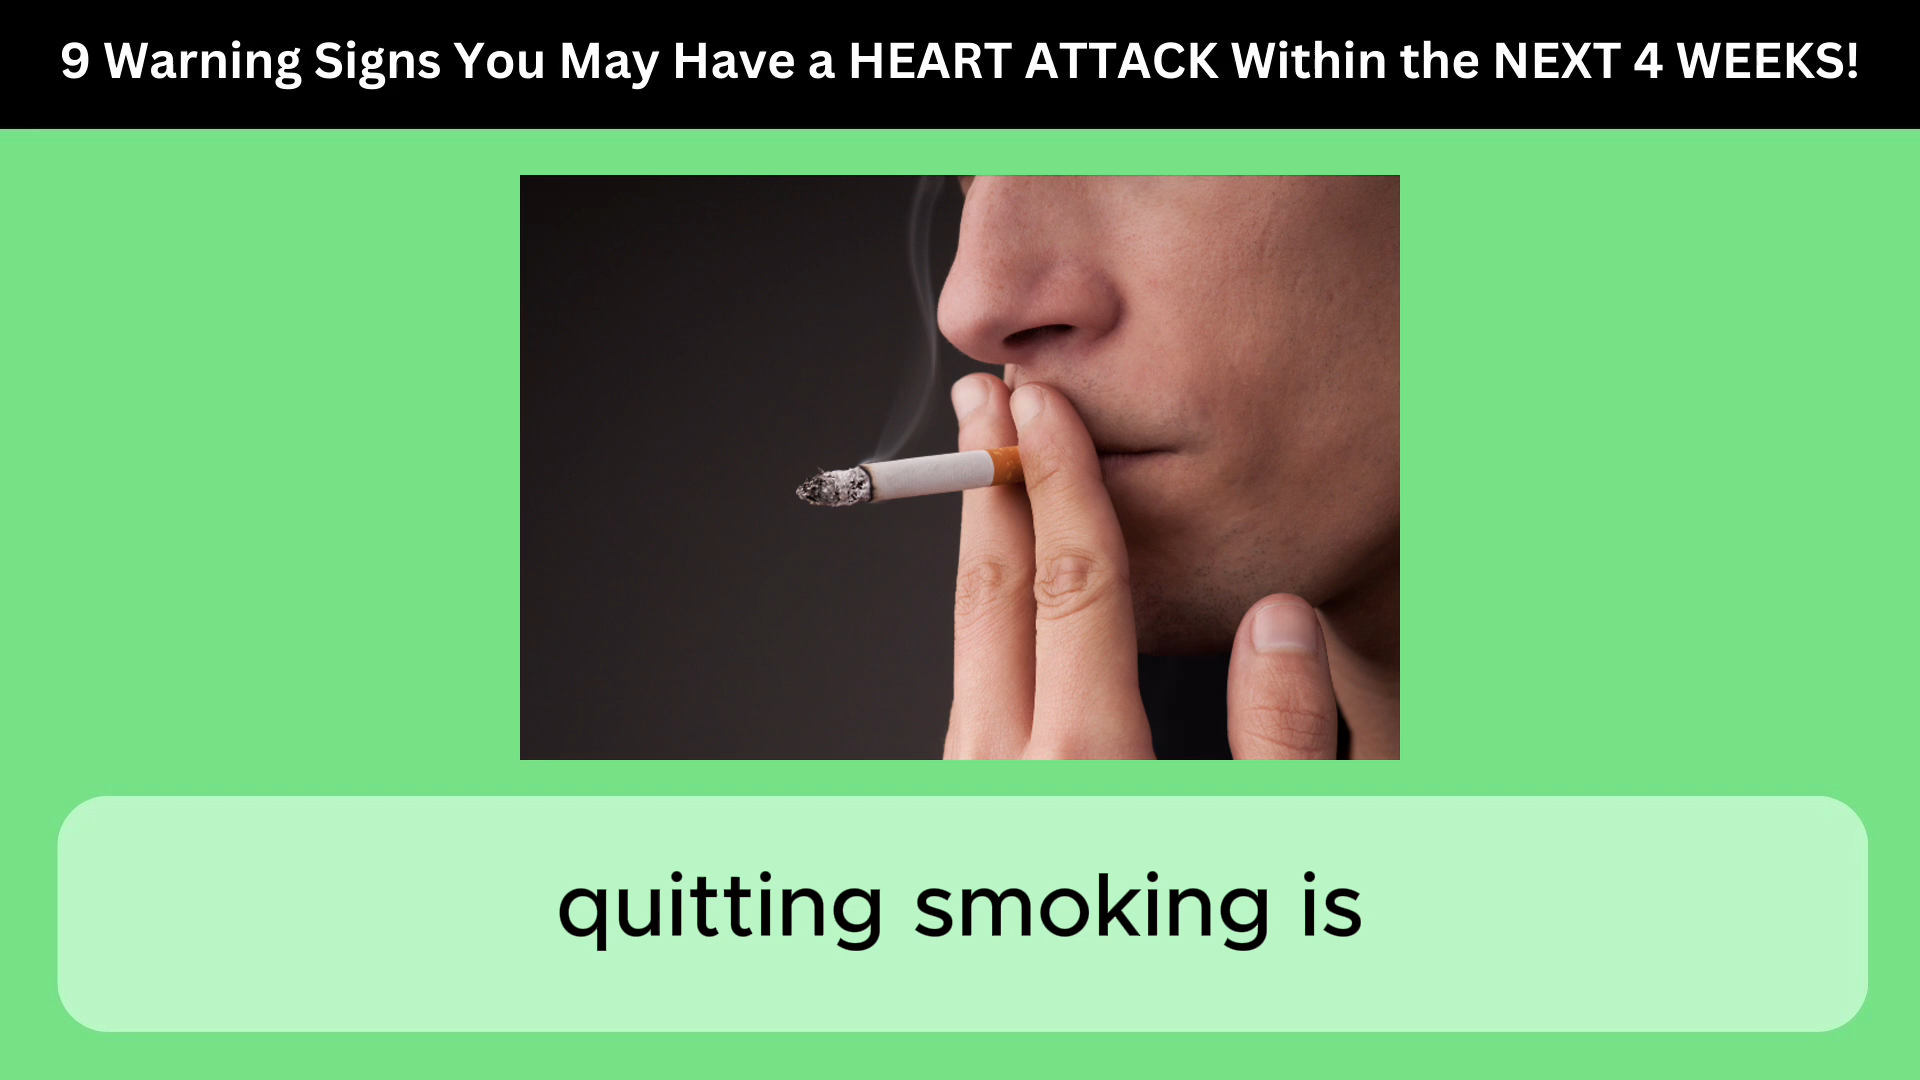 9 Warning Signs You May Have a HEART ATTACK Within the NEXT 4 WEEKS!
quitting smoking is